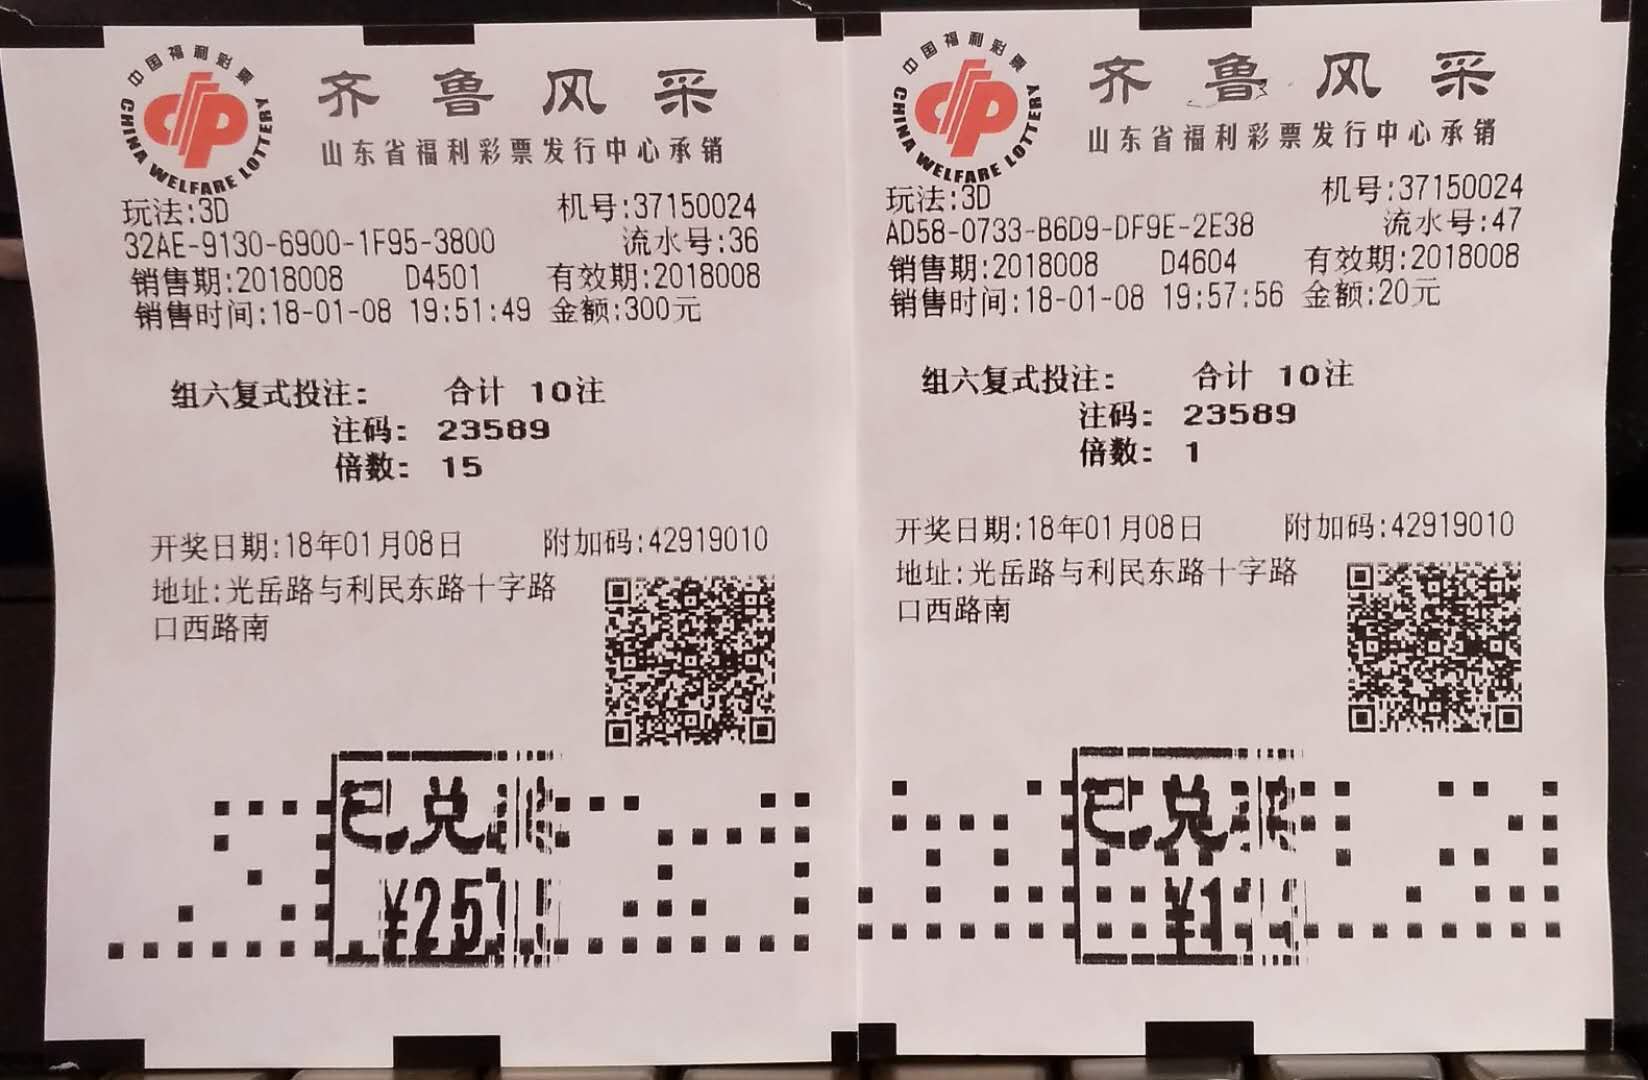 中国福利彩票
CHINA WELFARE LOTTERY
齐鲁风采
山东省福利彩票发行中心承销
玩法:3D 机号:37150024
32AE-9130-6900-1F95-3800 流水号:36
销售期:2018008 D4501 有效期:2018008
销售时间:18-01-08 19:51:49 金额:300元
组六复式投注: 合计 10注
注码: 23589
倍数: 15
开奖日期:18年01月08日 附加码:42919010
地址:光岳路与利民东路十字路
口西路南
已兑
¥25
中国福利彩票
CHINA WELFARE LOTTERY
齐鲁风采
山东省福利彩票发行中心承销
玩法:3D 机号:37150024
AD58-0733-B6D9-DF9E-2E38 流水号:47
销售期:2018008 D4604 有效期:2018008
销售时间:18-01-08 19:57:56 金额:20元
组六复式投注: 合计 10注
注码: 23589
倍数: 1
开奖日期:18年01月08日 附加码:42919010
地址:光岳路与利民东路十字路
口西路南
已兑
¥1